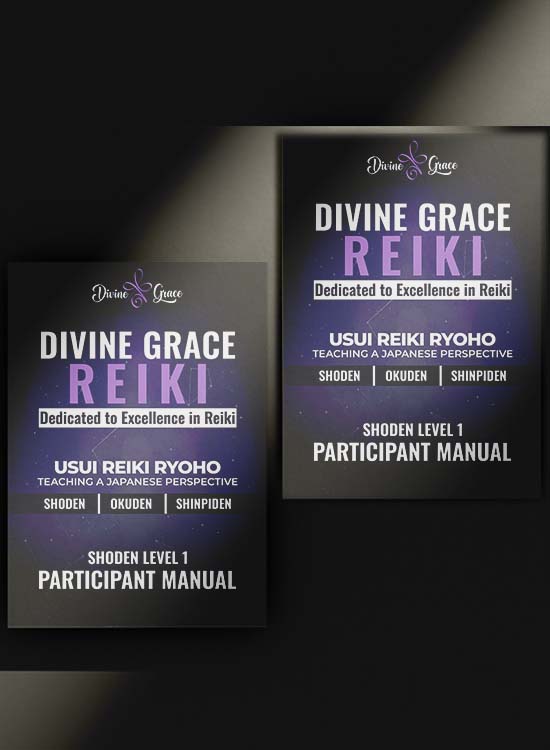 Divine Grace
DIVINE GRACE
REIKI
Dedicated to Excellence in Reiki
USUI REIKI RYOHO
TEACHING A JAPANESE PERSPECTIVE
SHODEN | OKUDEN | SHINPIDEN
SHODEN LEVEL 1
PARTICIPANT MANUAL
Divine Grace
DIVINE GRACE
REIKI
Dedicated to Excellence in Reiki
USUI REIKI RYOHO
TEACHING A JAPANESE PERSPECTIVE
SHODEN | OKUDEN | SHINPIDEN
SHODEN LEVEL 1
PARTICIPANT MANUAL